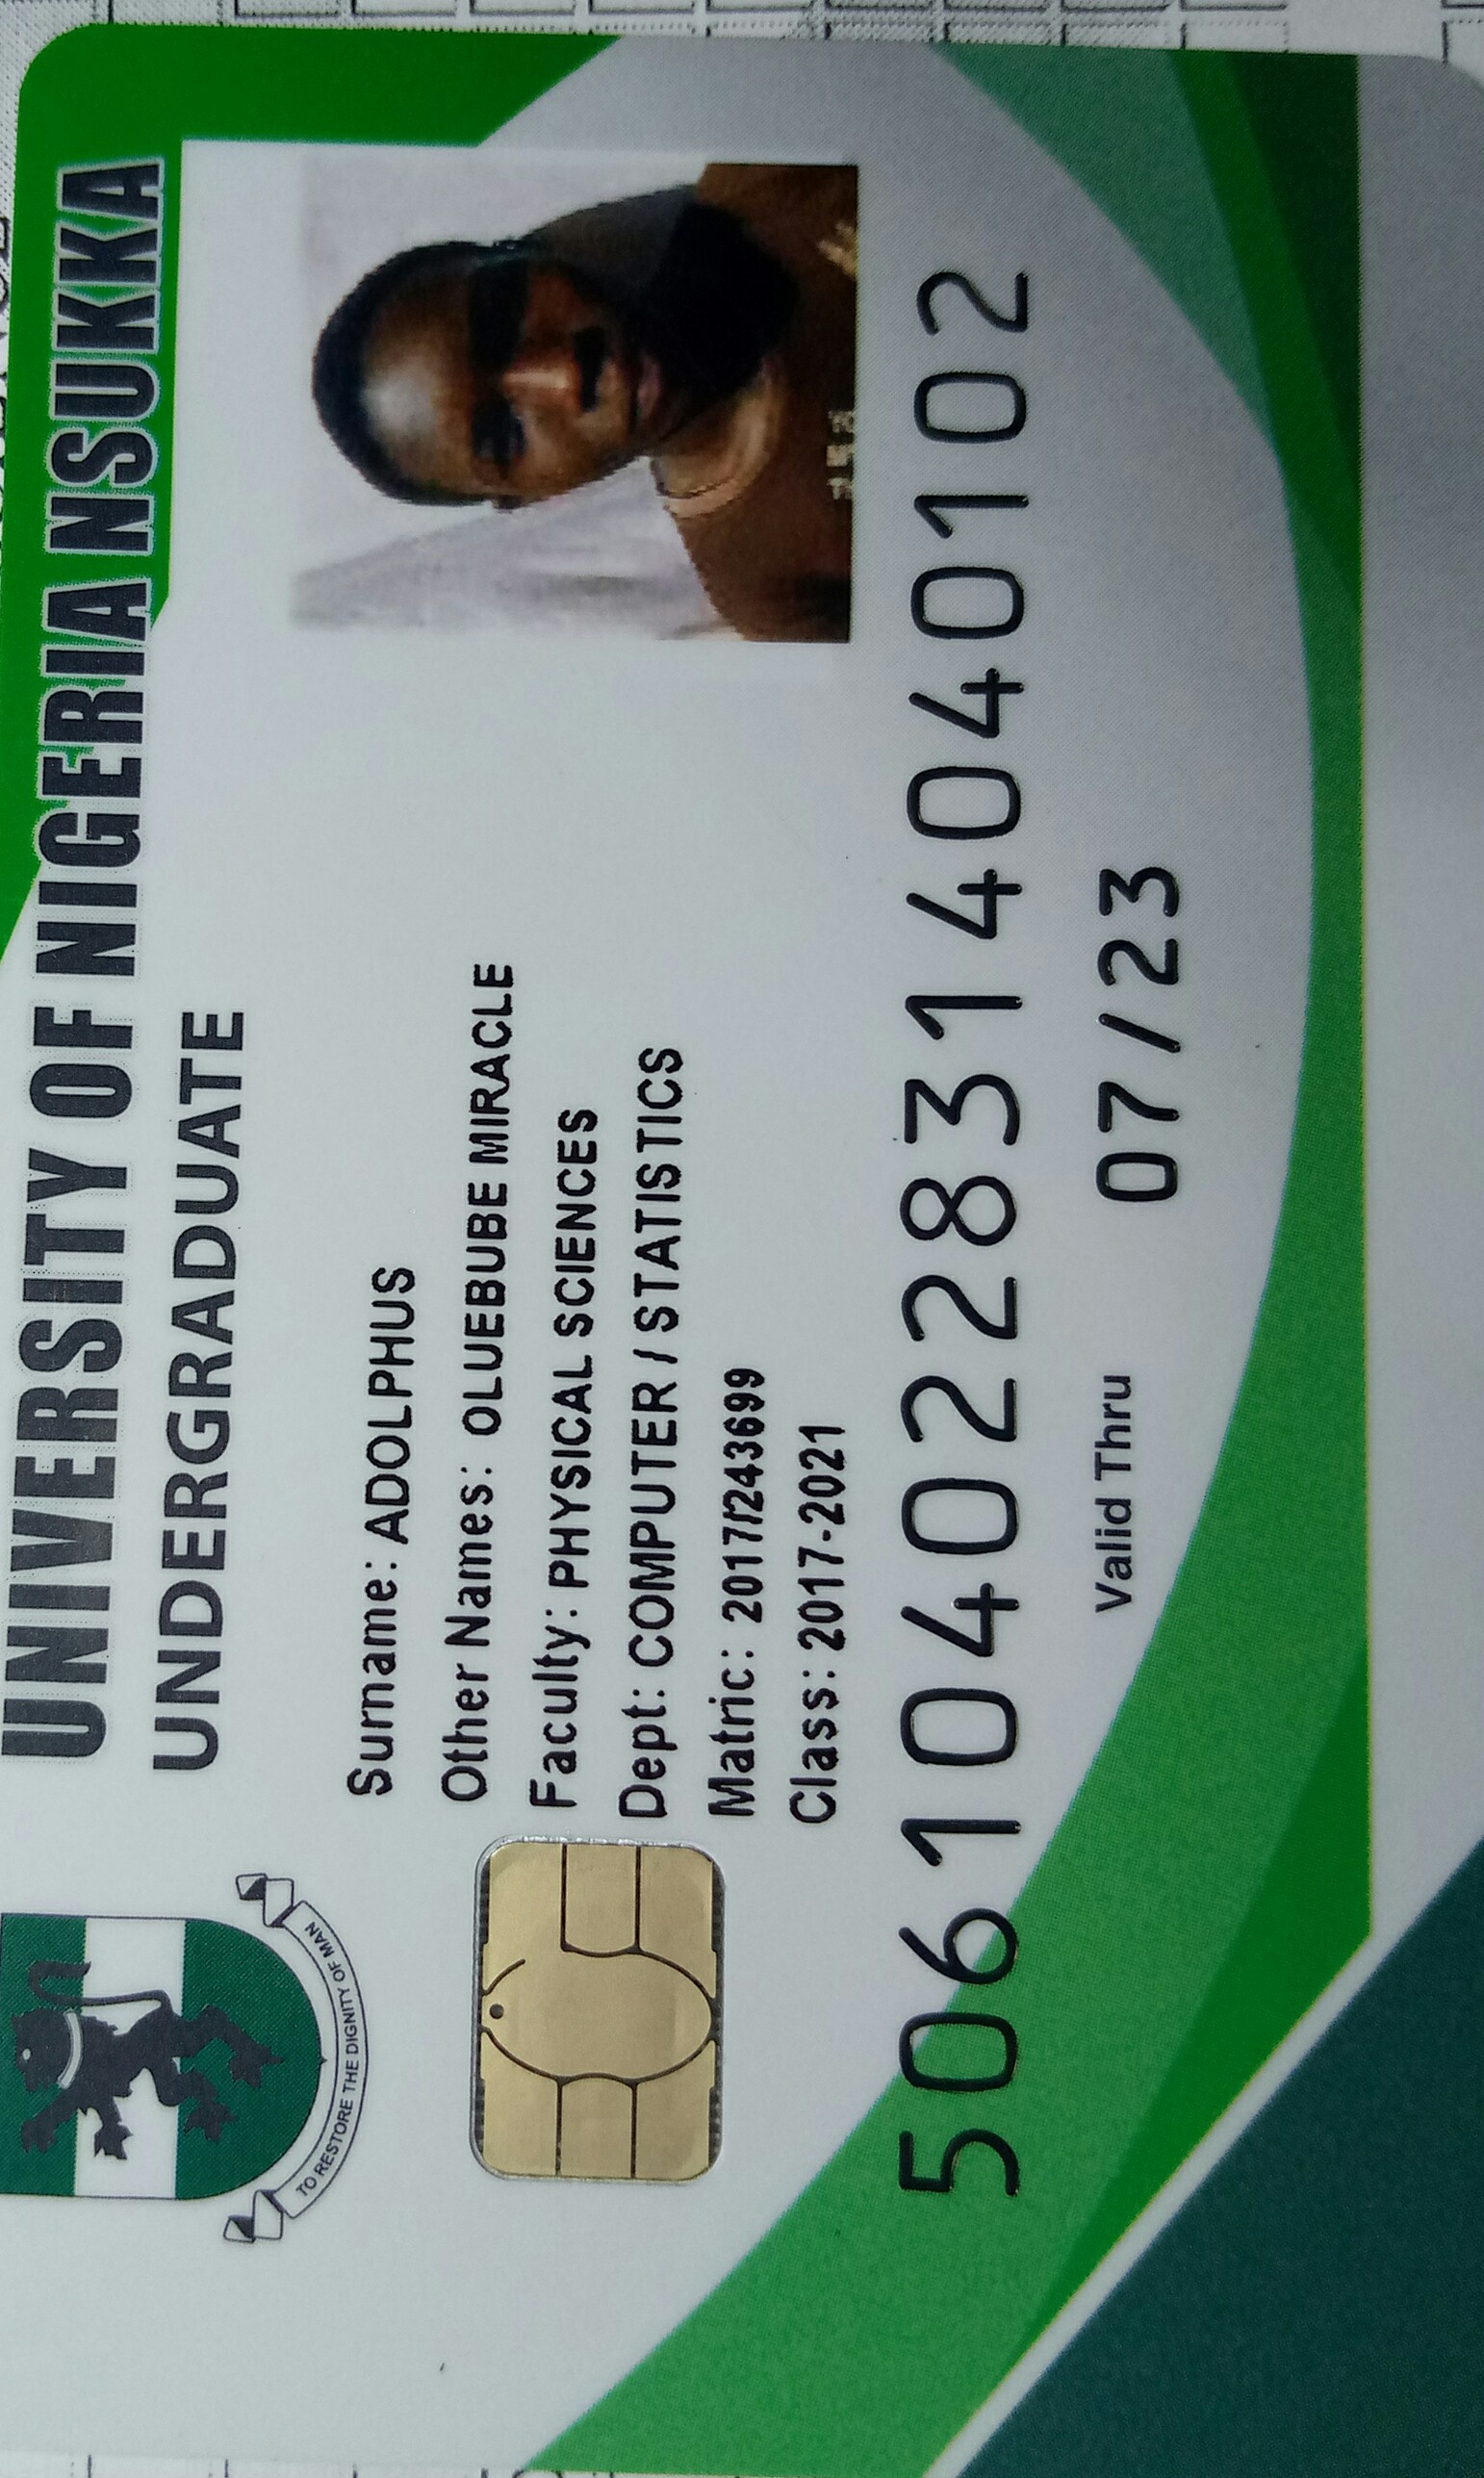 UNIVERSITY OF NIGERIA NSUKKA
UNDERGRADUATE
TO RESTORE THE DIGNITY OF MAN
Surname: ADOLPHUS
Other Names: OLUEBUBE MIRACLE
Faculty: PHYSICAL SCIENCES
Dept: COMPUTER / STATISTICS
Matric: 2017/243699
Class: 2017-2021
5061040228314040102
Valid Thru 07/23